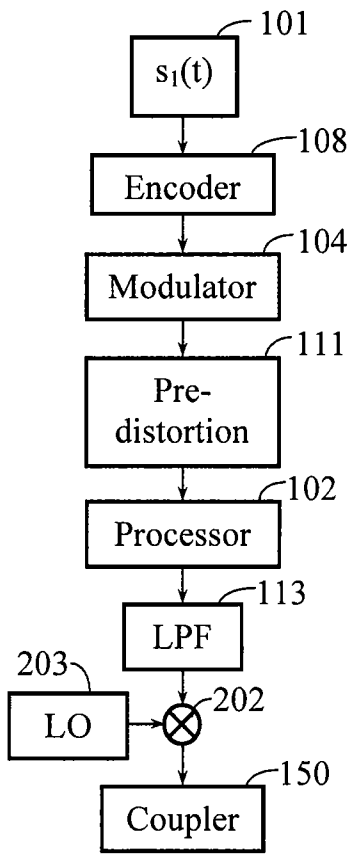 101
s₁(t)
108
Encoder
104
Modulator
111
Pre-
distortion
102
Processor
113
LPF
203
LO
202
150
Coupler